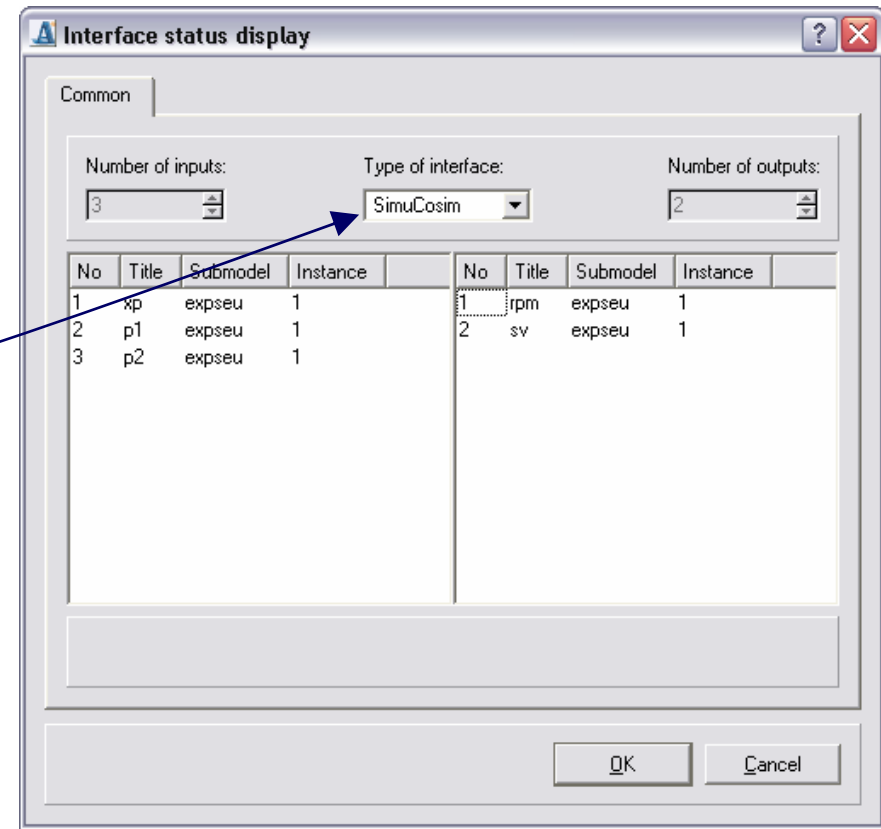 Interface status display
Common
Number of inputs: Type of interface: Number of outputs:
3 SimuCosim 2
No Title Submodel Instance No Title Submodel Instance
1 xp expseu 1 1 rpm expseu 1
2 p1 expseu 1 2 sv expseu 1
3 p2 expseu 1
OK Cancel